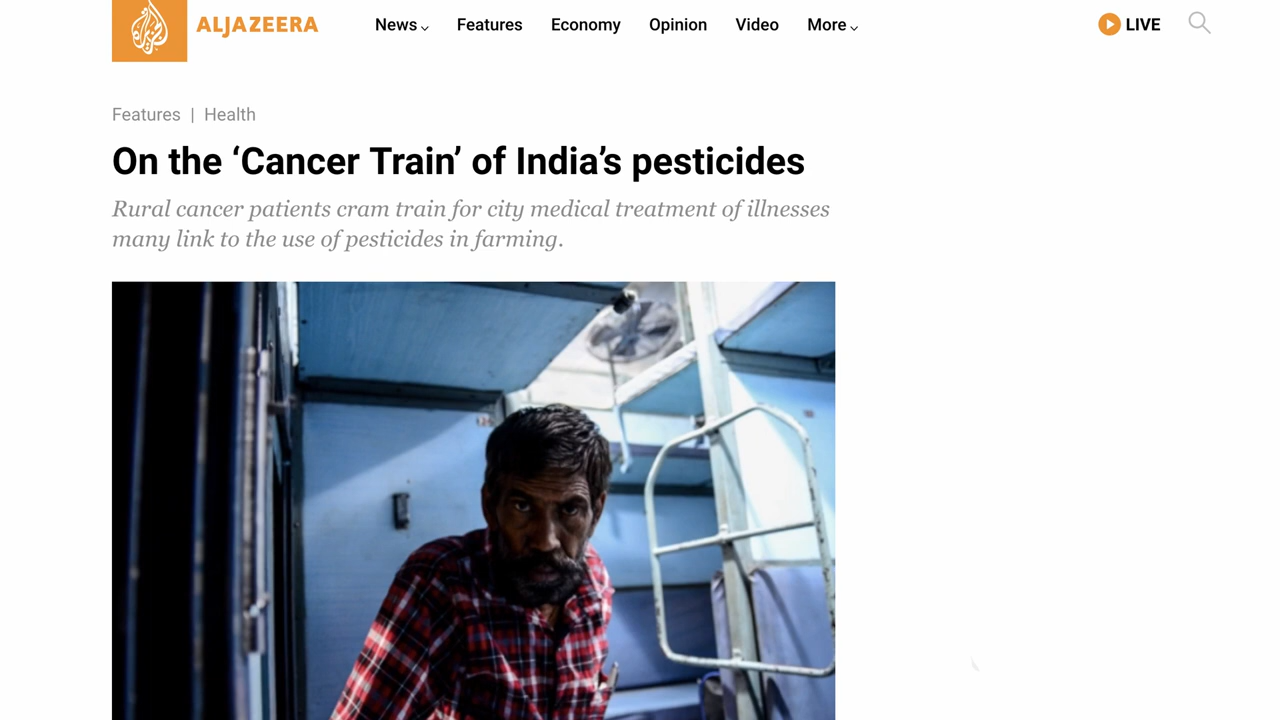 ALJAZEERA
News
Features
Economy
Opinion
Video
More
LIVE
Features | Health
On the ‘Cancer Train’ of India’s pesticides
Rural cancer patients cram train for city medical treatment of illnesses
many link to the use of pesticides in farming.